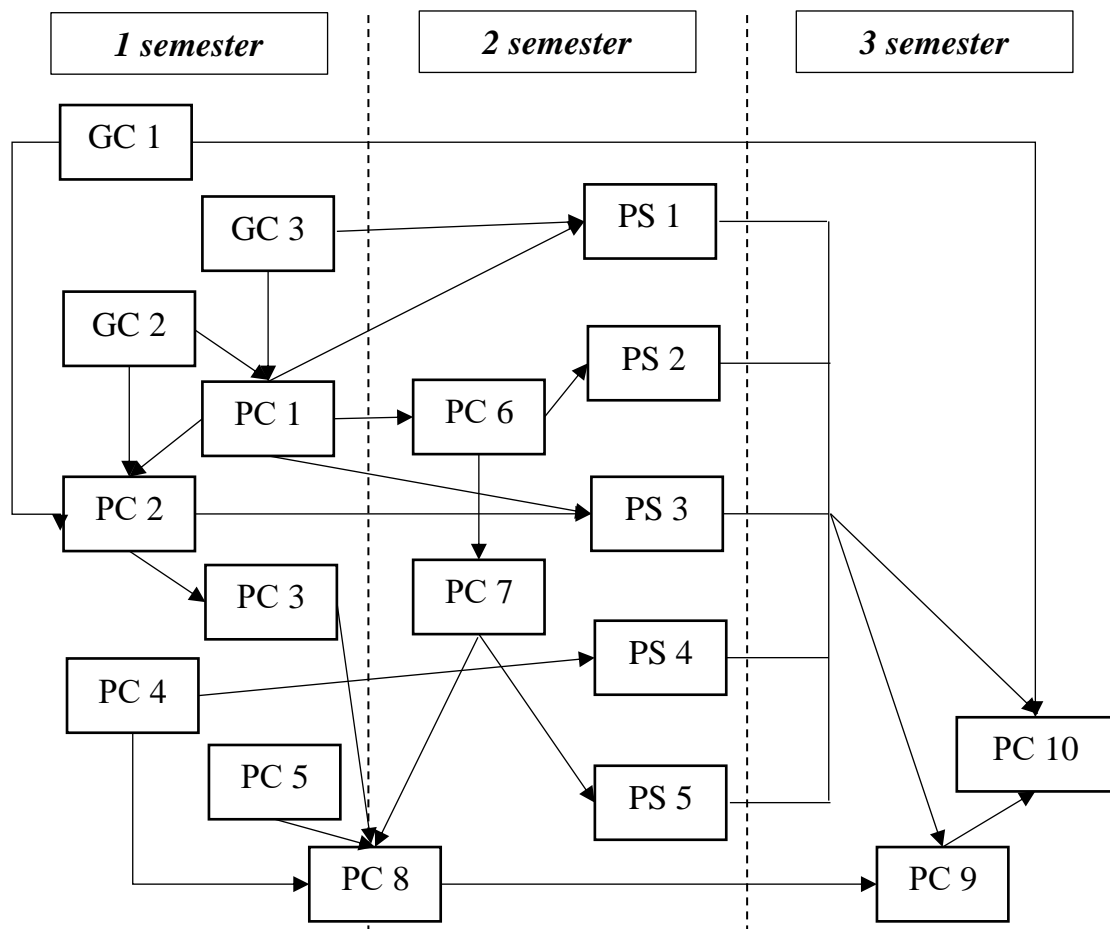 1 semester
2 semester
3 semester
GC 1
GC 3
PS 1
GC 2
PS 2
PC 1
PC 6
PC 2
PS 3
PC 3
PC 7
PC 4
PS 4
PC 5
PC 10
PS 5
PC 8
PC 9